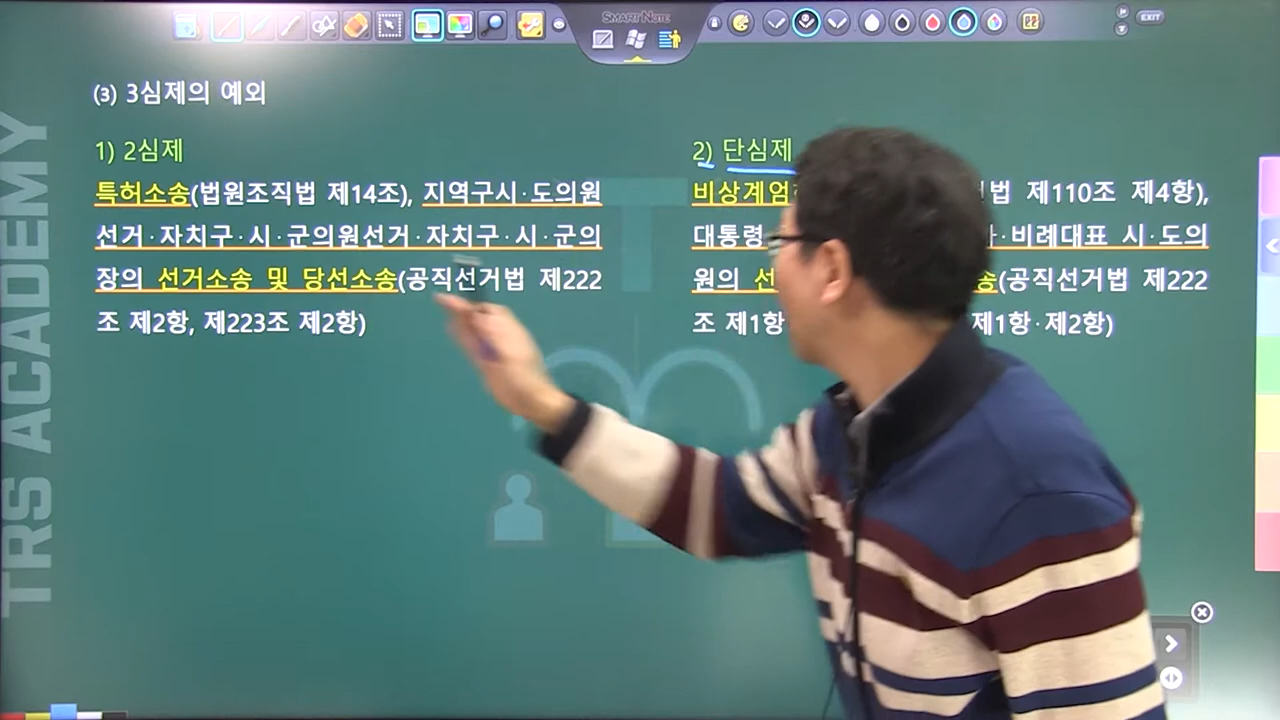 SMART NOTE
EXIT
(3) 3심제의 예외
1) 2심제
특허소송(법원조직법 제14조), 지역구시·도의원
선거·자치구·시·군의원선거·자치구·시·군의
장의 선거소송 및 당선소송(공직선거법 제222
조 제2항, 제223조 제2항)
2) 단심제
비상계엄 제110조 제4항),
대통령 ·비례대표 시·도의
원의 (공직선거법 제222
조 제1항 제1항·제2항)
TRS ACADEMY